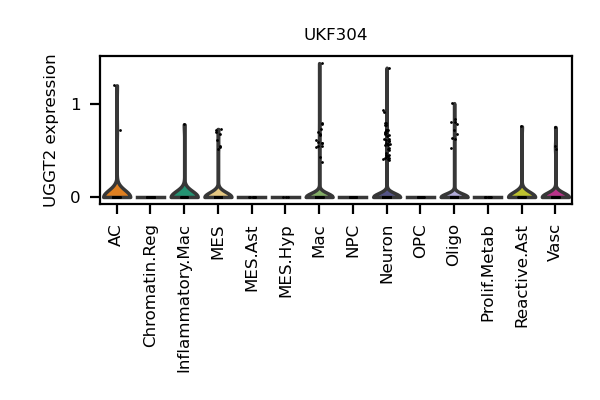 UKF304
UGGT2 expression
1
0
AC
Chromatin.Reg
Inflammatory.Mac
MES
MES.Ast
MES.Hyp
Mac
NPC
Neuron
OPC
Oligo
Prolif.Metab
Reactive.Ast
Vasc